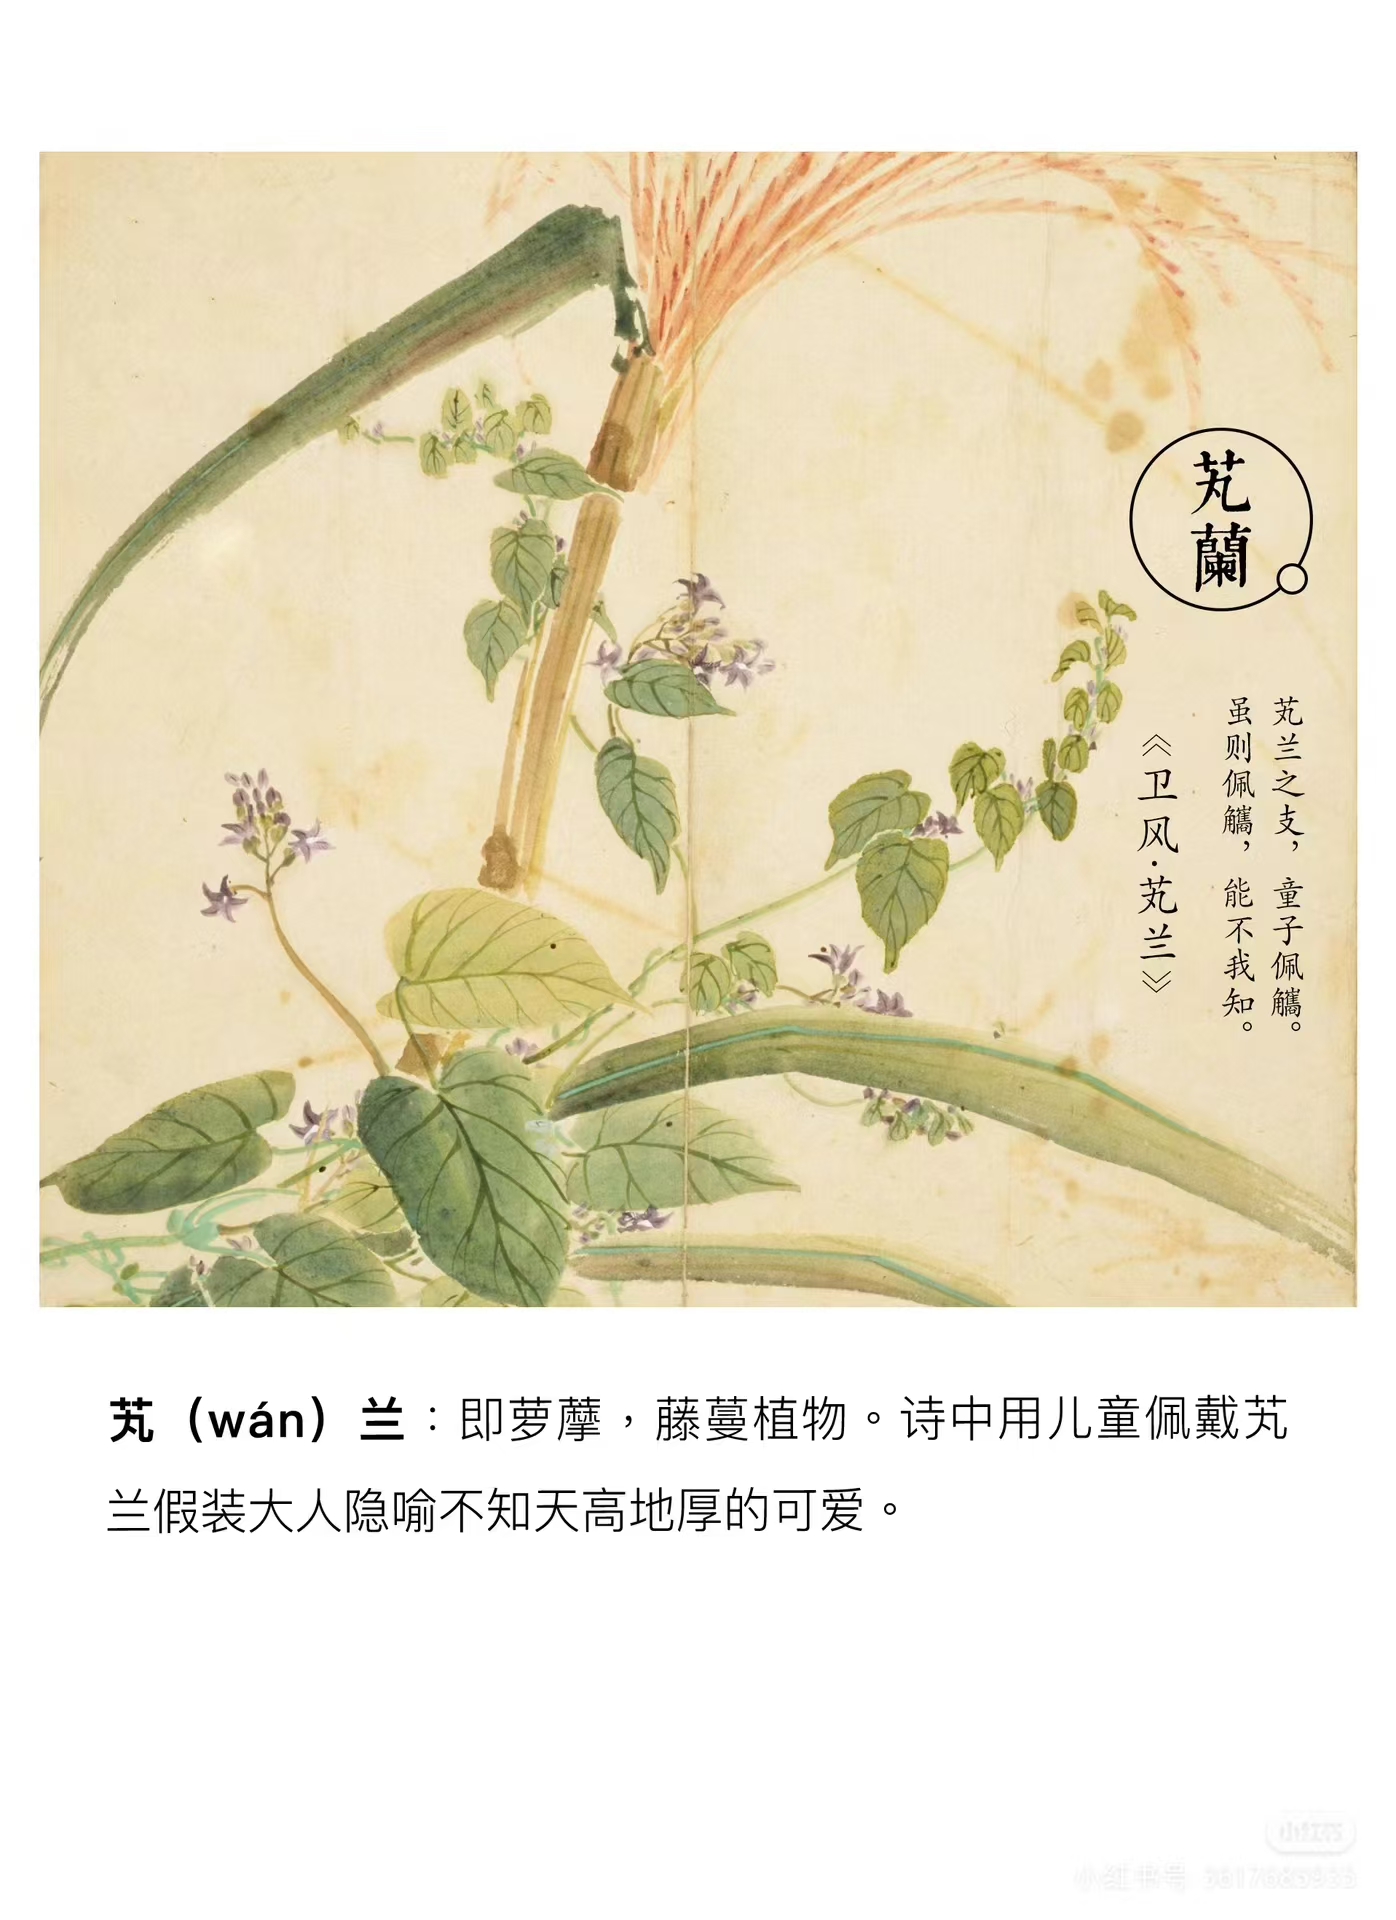 芄蘭
芄兰之支，童子佩觿。
虽则佩觿，能不我知。
《卫风·芄兰》
芄（wán）兰：即萝藦，藤蔓植物。诗中用儿童佩戴芄
兰假装大人隐喻不知天高地厚的可爱。
小红书